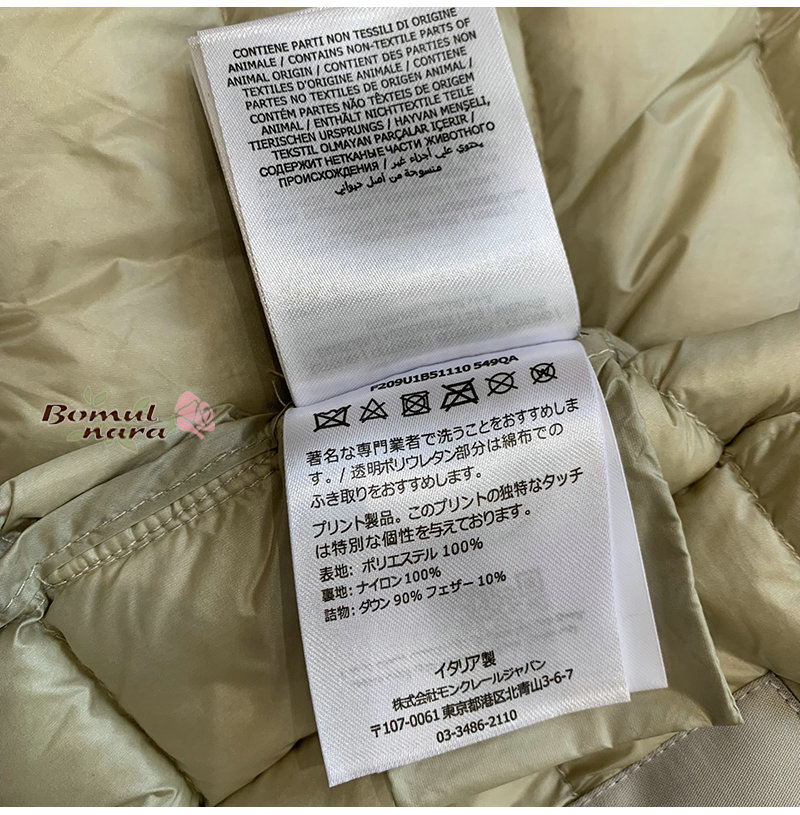 CONTIENE PARTI NON TESSILI DI ORIGINE
ANIMALE / CONTAINS NON-TEXTILE PARTS OF
ANIMAL ORIGIN / CONTIENT DES PARTIES NON
TEXTILES D'ORIGINE ANIMALE / CONTIENE
PARTES NO TEXTILES DE ORIGEN ANIMAL /
CONTÉM PARTES NÃO TÊXTEIS DE ORIGEM
ANIMAL / ENTHÄLT NICHTTEXTILE TEILE
TIERISCHEN URSPRUNGS / HAYVAN MENŞELİ,
TEKSTIL OLMAYAN PARÇALAR IÇERIR /
СОДЕРЖИТ НЕТКАНЫЕ ЧАСТИ ЖИВОТНОГО
ПРОИСХОЖДЕНИЯ / يحتوي على أجزاء غير
منسوجة من أصل حيواني
F209U1B51110 549QA
Bomul
nara
著名な専門業者で洗うことをおすすめしま
す。/ 透明ポリウレタン部分は綿布での
ふき取りをおすすめします。
プリント製品。このプリントの独特なタッチ
は特別な個性を与えております。
表地: ポリエステル 100%
裏地: ナイロン 100%
詰物: ダウン 90% フェザー 10%
イタリア製
株式会社モンクレールジャパン
〒107-0061 東京都港区北青山3-6-7
03-3486-2110